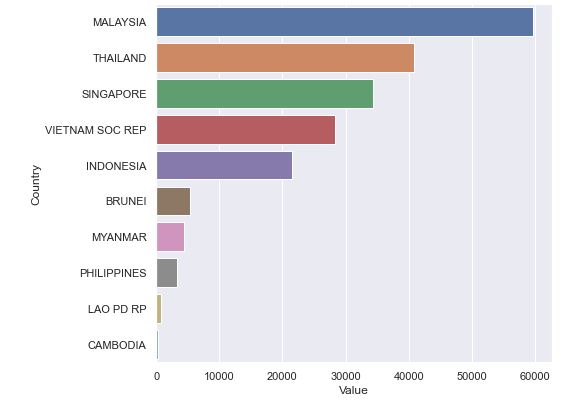 MALAYSIA
THAILAND
SINGAPORE
VIETNAM SOC REP
INDONESIA
BRUNEI
MYANMAR
PHILIPPINES
LAO PD RP
CAMBODIA
Country
0 10000 20000 30000 40000 50000 60000
Value